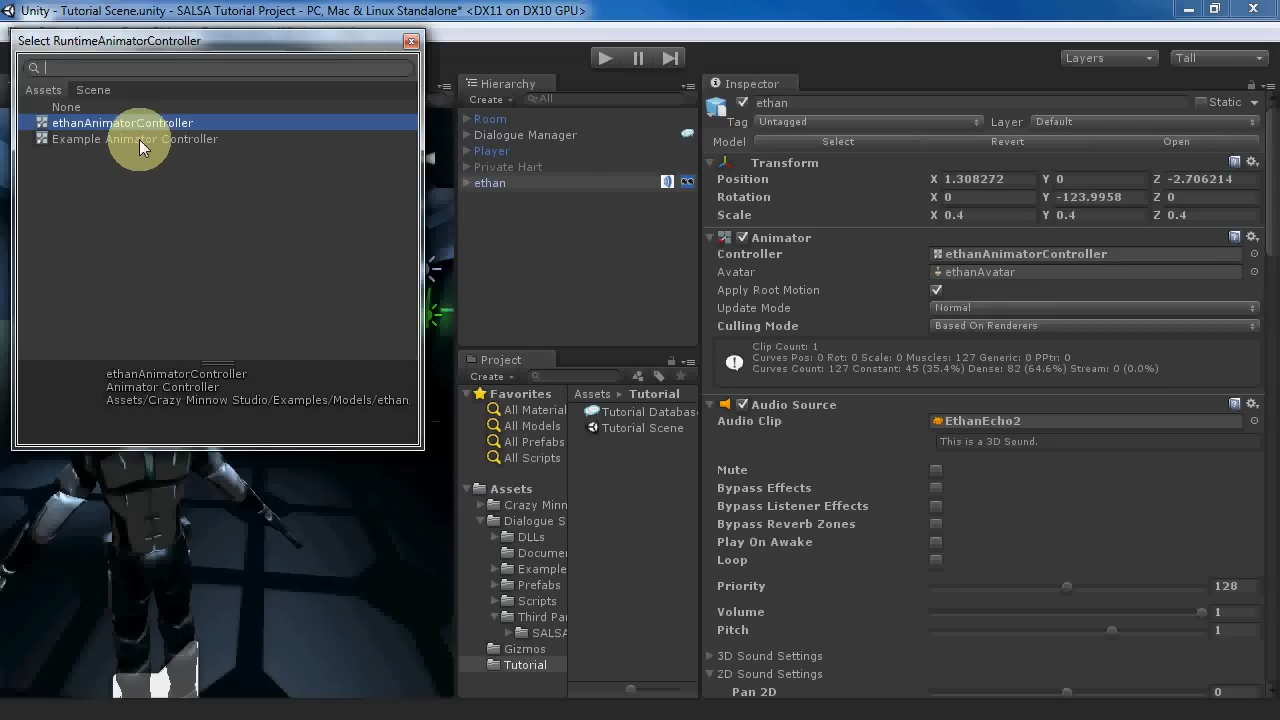 Unity - Tutorial Scene.unity - SALSA Tutorial Project - PC, Mac & Linux Standalone* <DX11 on DX10 GPU>
Select RuntimeAnimatorController
Assets Scene
None
ethanAnimatorController
Example Animator Controller
ethanAnimatorController
Animator Controller
Assets/Crazy Minnow Studio/Examples/Models/ethan,
Layers
Tall
Hierarchy
Create
All
Room
Dialogue Manager
Player
Private Hart
ethan
Project
Create
Favorites
All Material
All Models
All Prefabs
All Scripts
Assets
Crazy Minn
Dialogue S
DLLs
Docume
Example
Prefabs
Scripts
Third Pa
SALSA
Gizmos
Tutorial
Assets Tutorial
Tutorial Databas
Tutorial Scene
Inspector
ethan
Static
Tag Untagged Layer Default
Model Select Revert Open
Transform
Position X 1.308272 Y 0 Z -2.706214
Rotation X 0 Y -123.9958 Z 0
Scale X 0.4 Y 0.4 Z 0.4
Animator
Controller ethanAnimatorController
Avatar ethanAvatar
Apply Root Motion
Update Mode Normal
Culling Mode Based On Renderers
Clip Count: 1
Curves Pos: 0 Rot: 0 Scale: 0 Muscles: 127 Generic: 0 PPtr: 0
Curves Count: 127 Constant: 45 (35.4%) Dense: 82 (64.6%) Stream: 0 (0.0%)
Audio Source
Audio Clip EthanEcho2
This is a 3D Sound.
Mute
Bypass Effects
Bypass Listener Effects
Bypass Reverb Zones
Play On Awake
Loop
Priority 128
Volume 1
Pitch 1
3D Sound Settings
2D Sound Settings
Pan 2D 0